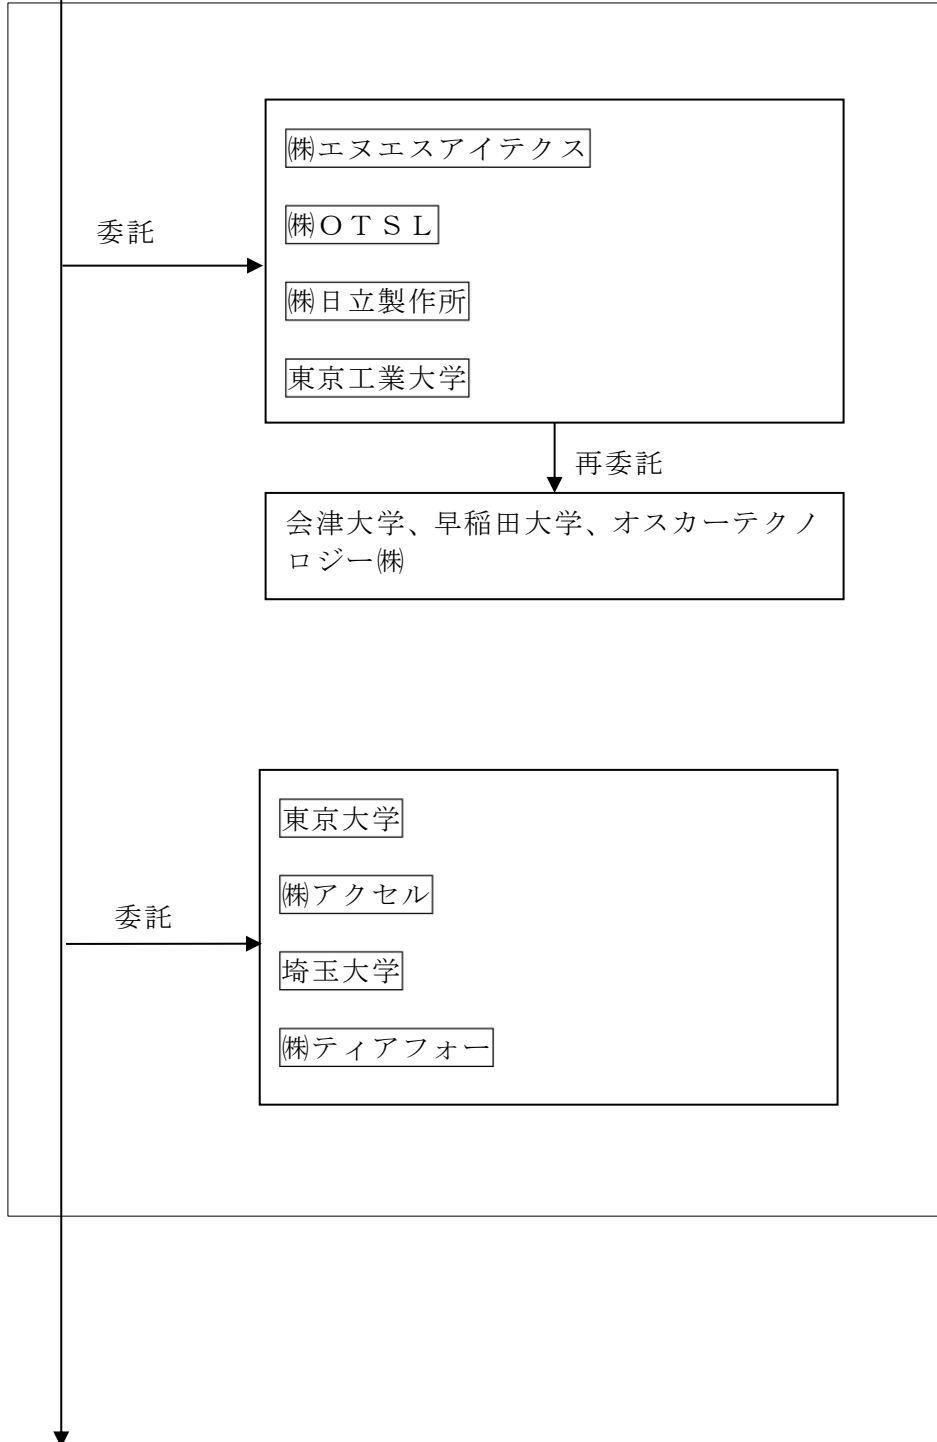 ㈱エヌエスアイテクス
委託
㈱ＯＴＳＬ
㈱日立製作所
東京工業大学
再委託
会津大学、早稲田大学、オスカーテクノ
ロジー㈱
東京大学
㈱アクセル
委託
埼玉大学
㈱ティアフォー